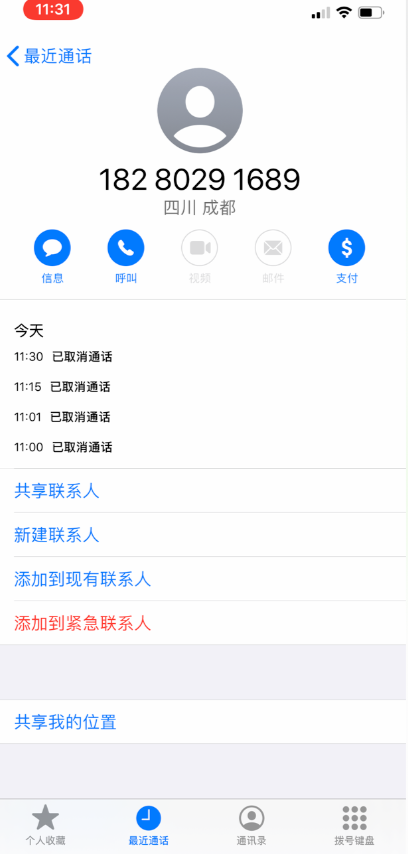 11:31
最近通话
182 8029 1689
四川 成都
信息 呼叫 视频 邮件 支付
今天
11:30 已取消通话
11:15 已取消通话
11:01 已取消通话
11:00 已取消通话
共享联系人
新建联系人
添加到现有联系人
添加到紧急联系人
共享我的位置
个人收藏 最近通话 通讯录 拨号键盘